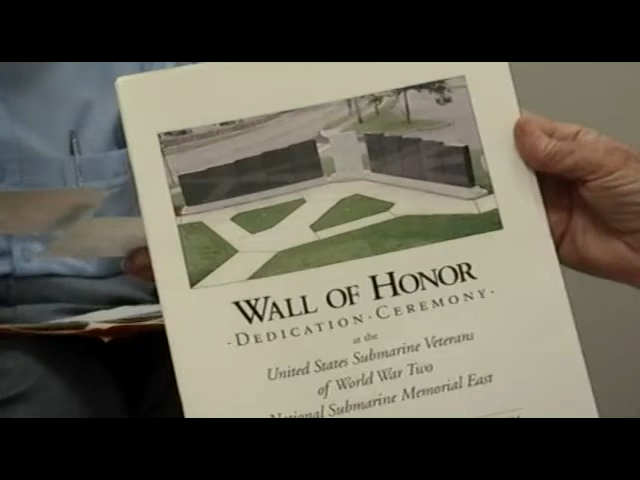 WALL OF HONOR
·DEDICATION·CEREMONY·
at the
United States Submarine Veterans
of World War Two
National Submarine Memorial East